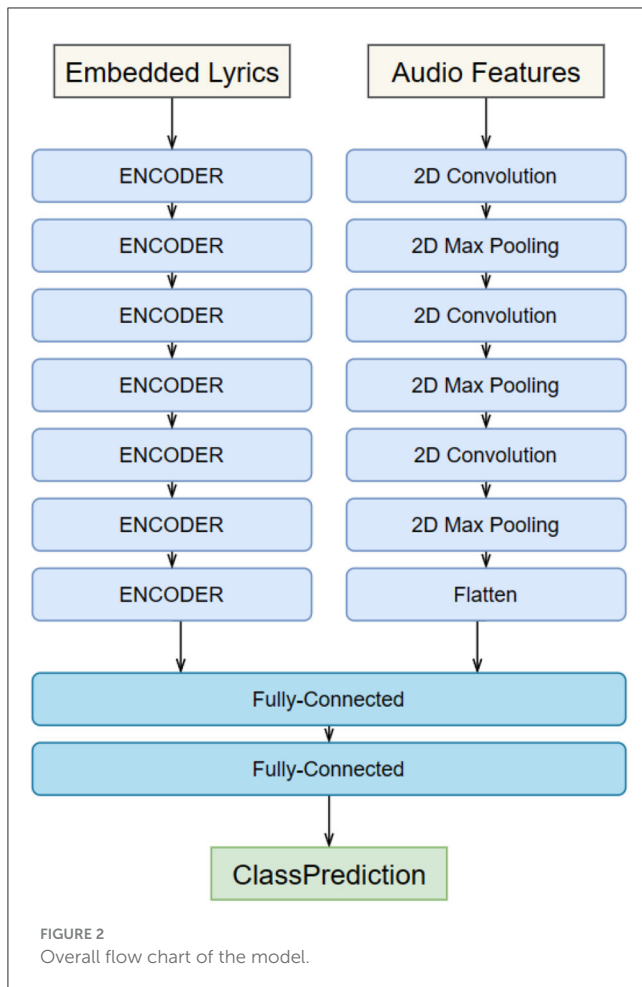 Embedded Lyrics
ENCODER
ENCODER
ENCODER
ENCODER
ENCODER
ENCODER
ENCODER
Audio Features
2D Convolution
2D Max Pooling
2D Convolution
2D Max Pooling
2D Convolution
2D Max Pooling
Flatten
Fully-Connected
Fully-Connected
ClassPrediction
FIGURE 2
Overall flow chart of the model.